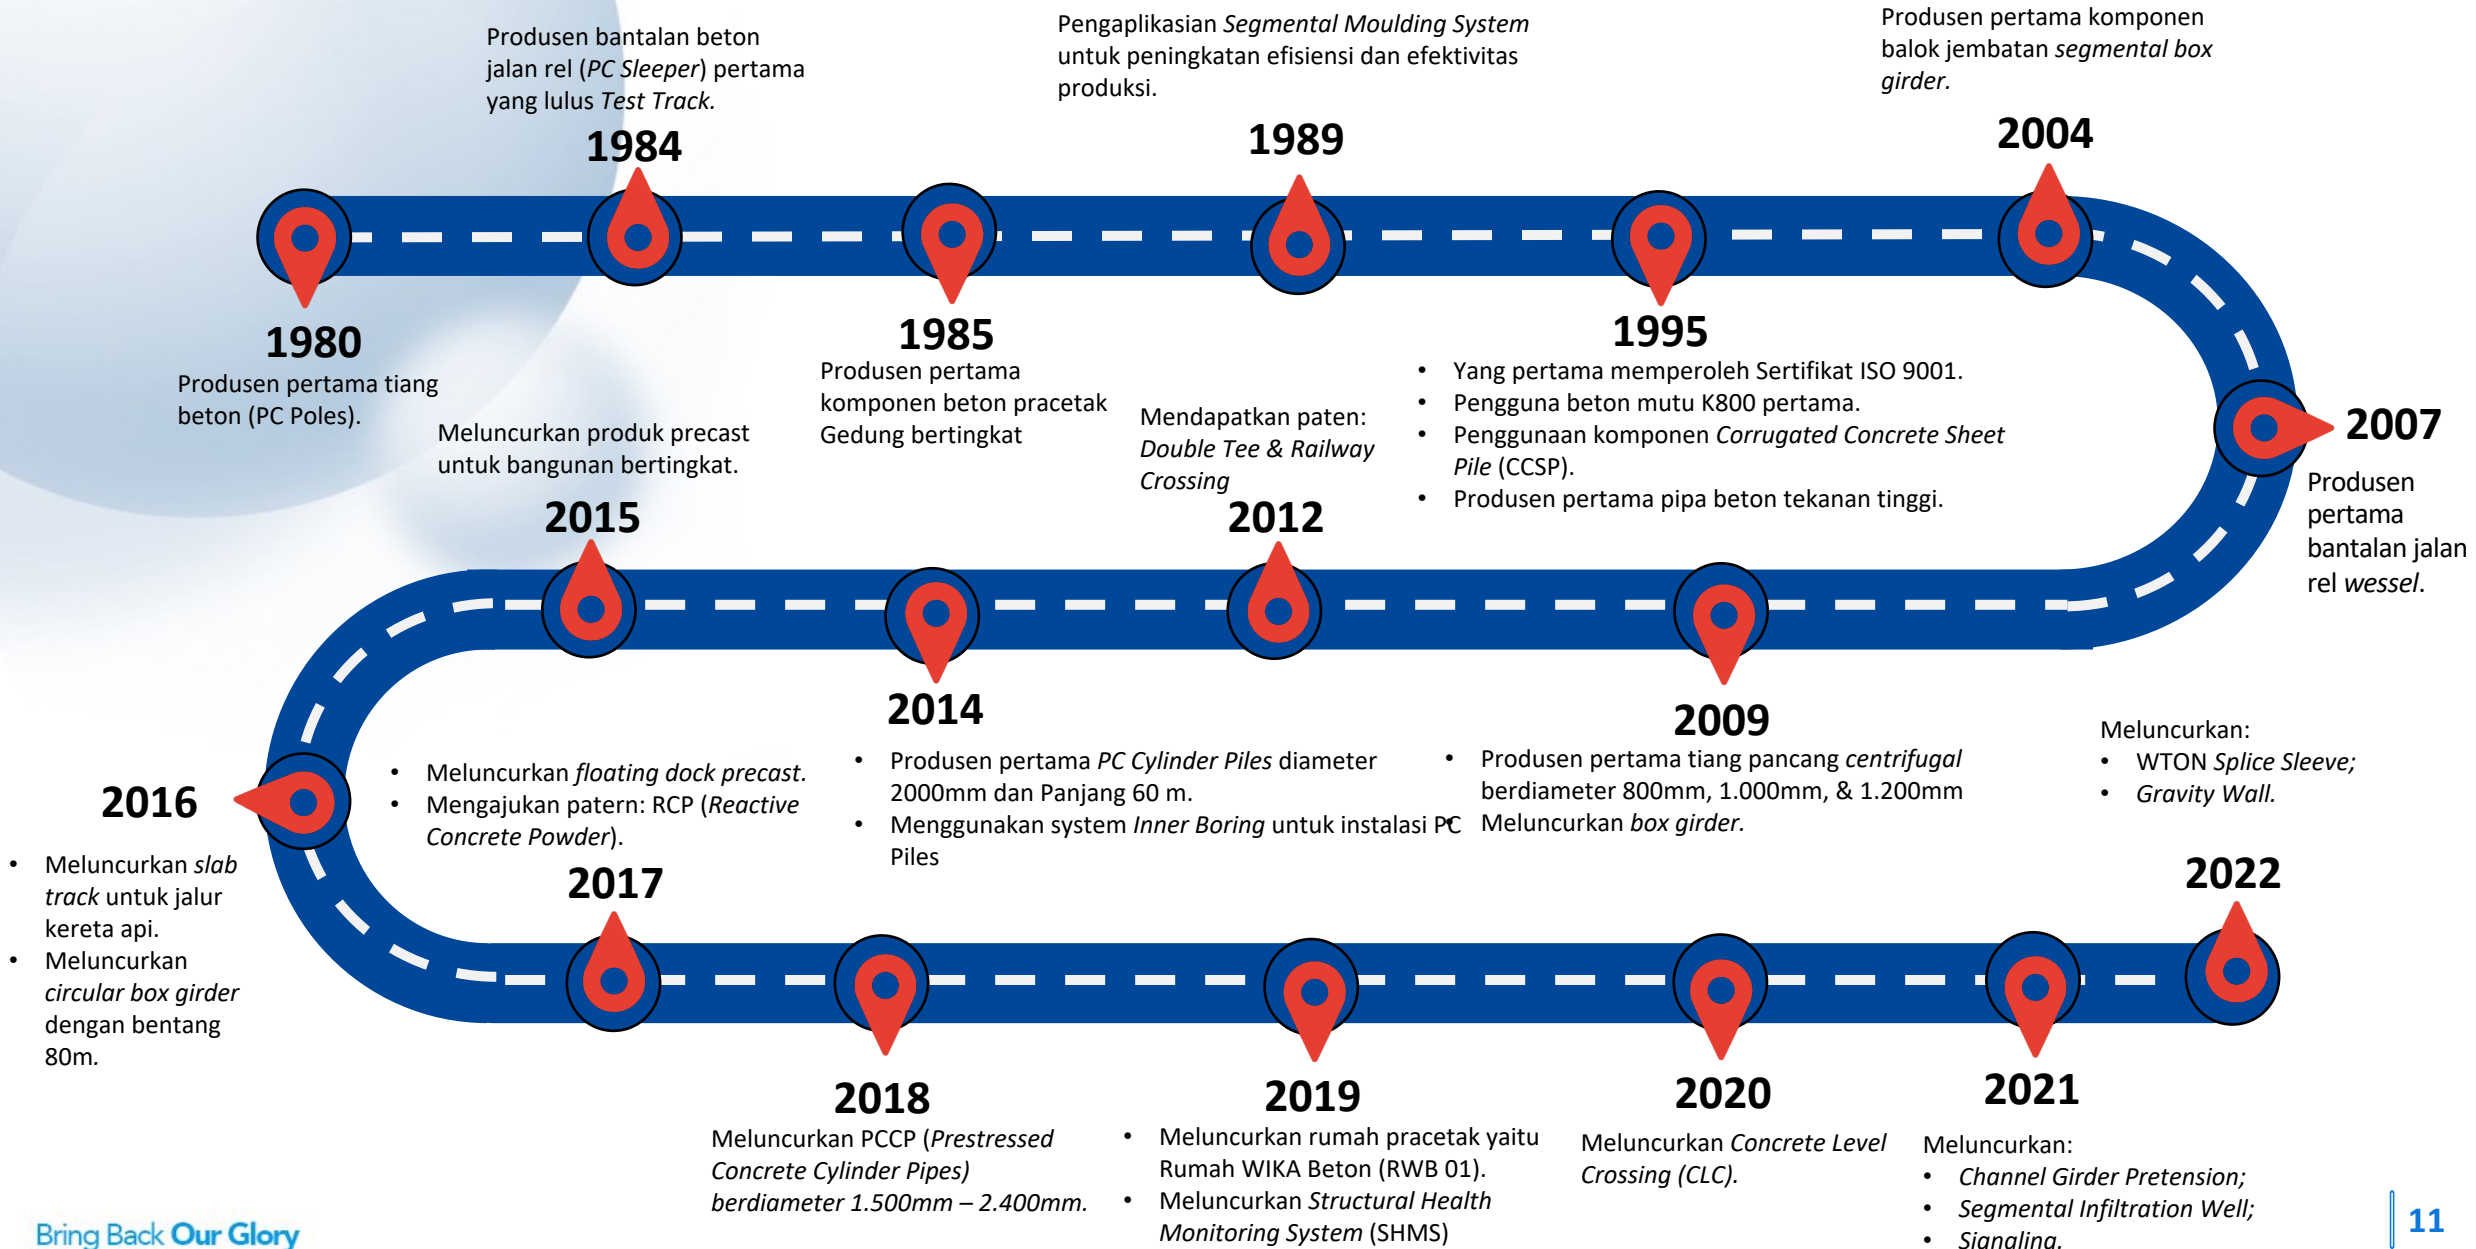 Produsen bantalan beton
jalan rel (PC Sleeper) pertama
yang lulus Test Track.
1984
Pengaplikasian Segmental Moulding System
untuk peningkatan efisiensi dan efektivitas
produksi.
1989
Produsen pertama komponen
balok jembatan segmental box
girder.
2004
1980
Produsen pertama tiang
beton (PC Poles).
1985
Produsen pertama
komponen beton pracetak
Gedung bertingkat
1995
• Yang pertama memperoleh Sertifikat ISO 9001.
• Pengguna beton mutu K800 pertama.
• Penggunaan komponen Corrugated Concrete Sheet
Pile (CCSP).
• Produsen pertama pipa beton tekanan tinggi.
2007
Produsen
pertama
bantalan jalan
rel wessel.
Meluncurkan produk precast
untuk bangunan bertingkat.
2015
Mendapatkan paten:
Double Tee & Railway
Crossing
2012
2014
• Produsen pertama PC Cylinder Piles diameter
2000mm dan Panjang 60 m.
• Menggunakan system Inner Boring untuk instalasi PC
Piles
2009
• Produsen pertama tiang pancang centrifugal
berdiameter 800mm, 1.000mm, & 1.200mm
• Meluncurkan box girder.
2016
• Meluncurkan slab
track untuk jalur
kereta api.
• Meluncurkan
circular box girder
dengan bentang
80m.
• Meluncurkan floating dock precast.
• Mengajukan patern: RCP (Reactive
Concrete Powder).
2017
Meluncurkan:
• WTON Splice Sleeve;
• Gravity Wall.
2022
2018
Meluncurkan PCCP (Prestressed
Concrete Cylinder Pipes)
berdiameter 1.500mm – 2.400mm.
2019
• Meluncurkan rumah pracetak yaitu
Rumah WIKA Beton (RWB 01).
• Meluncurkan Structural Health
Monitoring System (SHMS)
2020
Meluncurkan Concrete Level
Crossing (CLC).
2021
Meluncurkan:
• Channel Girder Pretension;
• Segmental Infiltration Well;
• Signaling.
Bring Back Our Glory
11